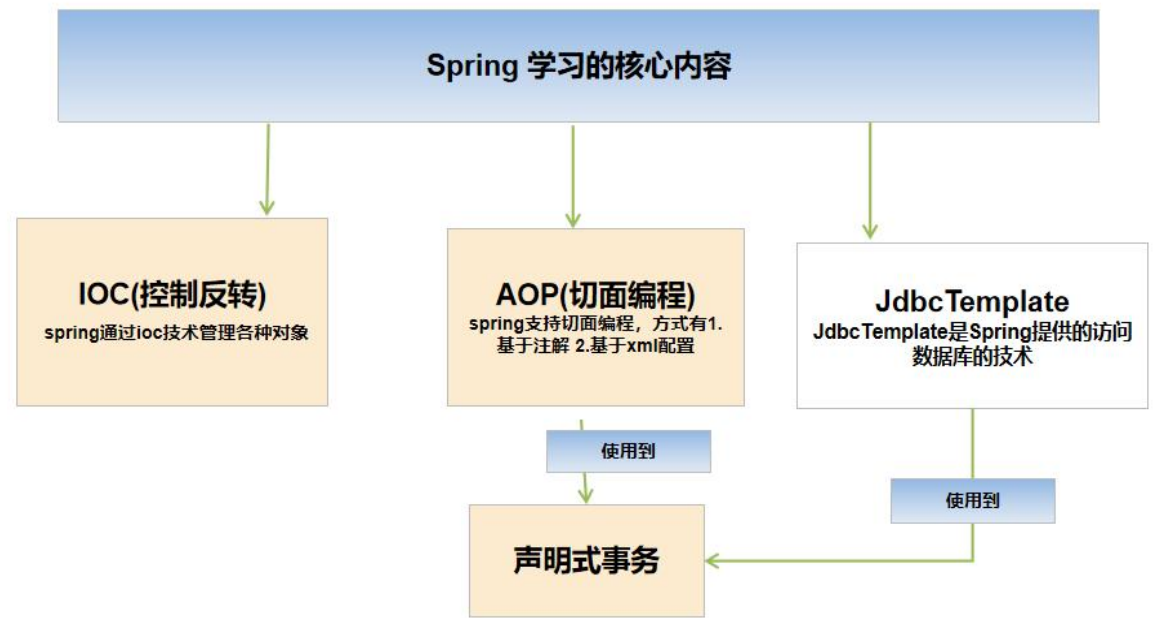 Spring 学习的核心内容
IOC(控制反转)
spring通过ioc技术管理各种对象
AOP(切面编程)
spring支持切面编程，方式有1.
基于注解 2.基于xml配置
JdbcTemplate
JdbcTemplate是Spring提供的访问
数据库的技术
使用到
使用到
声明式事务